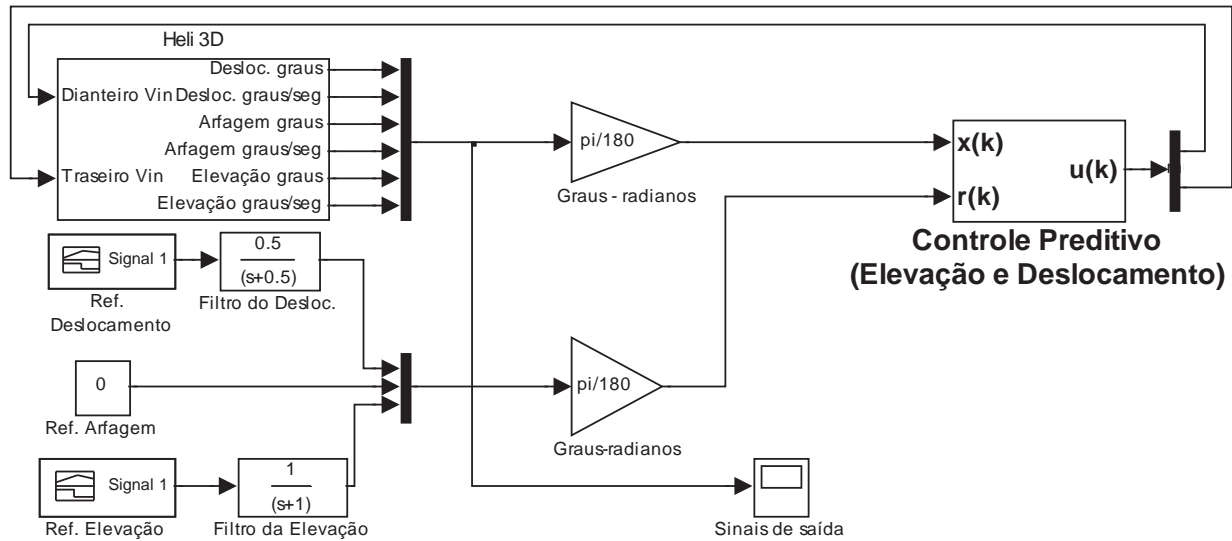 Heli 3D
Desloc. graus
Dianteiro Vin
Desloc. graus/seg
Arfagem graus
Arfagem graus/seg
Traseiro Vin
Elevação graus
Elevação graus/seg
pi/180
Graus - radianos
x(k)
r(k)
u(k)
Controle Preditivo
(Elevação e Deslocamento)
Signal 1
Ref.
Deslocamento
0.5
(s+0.5)
Filtro do Desloc.
0
Ref. Arfagem
pi/180
Graus-radianos
Signal 1
Ref. Elevação
1
(s+1)
Filtro da Elevação
Sinais de saída